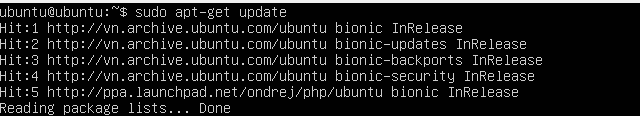 ubuntu@ubuntu:~$ sudo apt-get update
Hit:1 http://vn.archive.ubuntu.com/ubuntu bionic InRelease
Hit:2 http://vn.archive.ubuntu.com/ubuntu bionic-updates InRelease
Hit:3 http://vn.archive.ubuntu.com/ubuntu bionic-backports InRelease
Hit:4 http://vn.archive.ubuntu.com/ubuntu bionic-security InRelease
Hit:5 http://ppa.launchpad.net/ondrej/php/ubuntu bionic InRelease
Reading package lists... Done